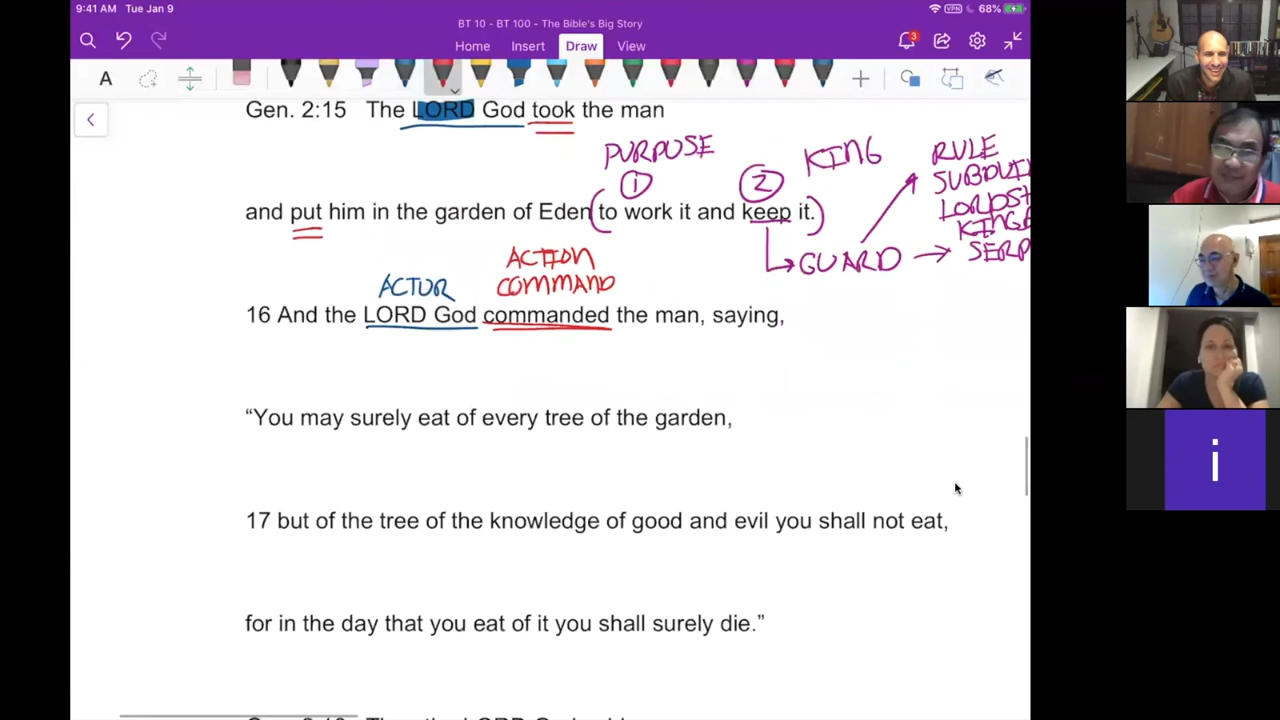 9:41 AM Tue Jan 9
VPN 68%
BT 10 - BT 100 - The Bible's Big Story
Home Insert Draw View
3
A
Gen. 2:15 The LORD God took the man
PURPOSE KING RULE
① ② SUBDU
LORDS
and put him in the garden of Eden (to work it and keep it.)
ACTION GUARD SERP
ACTOR COMMAND
16 And the LORD God commanded the man, saying,
“You may surely eat of every tree of the garden,
i
17 but of the tree of the knowledge of good and evil you shall not eat,
for in the day that you eat of it you shall surely die.”